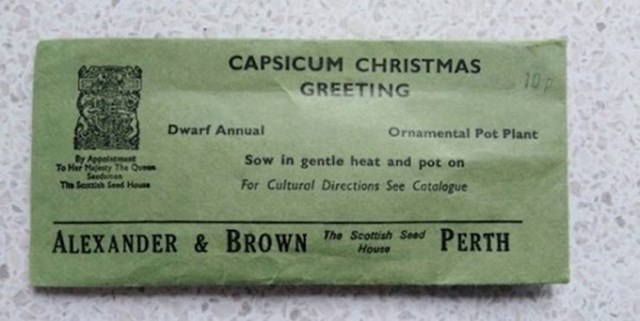 CAPSICUM CHRISTMAS
GREETING
10p
Dwarf Annual Ornamental Pot Plant
By Appointment
To Her Majesty The Queen
Seedsmen
The Scottish Seed House
Sow in gentle heat and pot on
For Cultural Directions See Catalogue
ALEXANDER & BROWN The Scottish Seed House PERTH